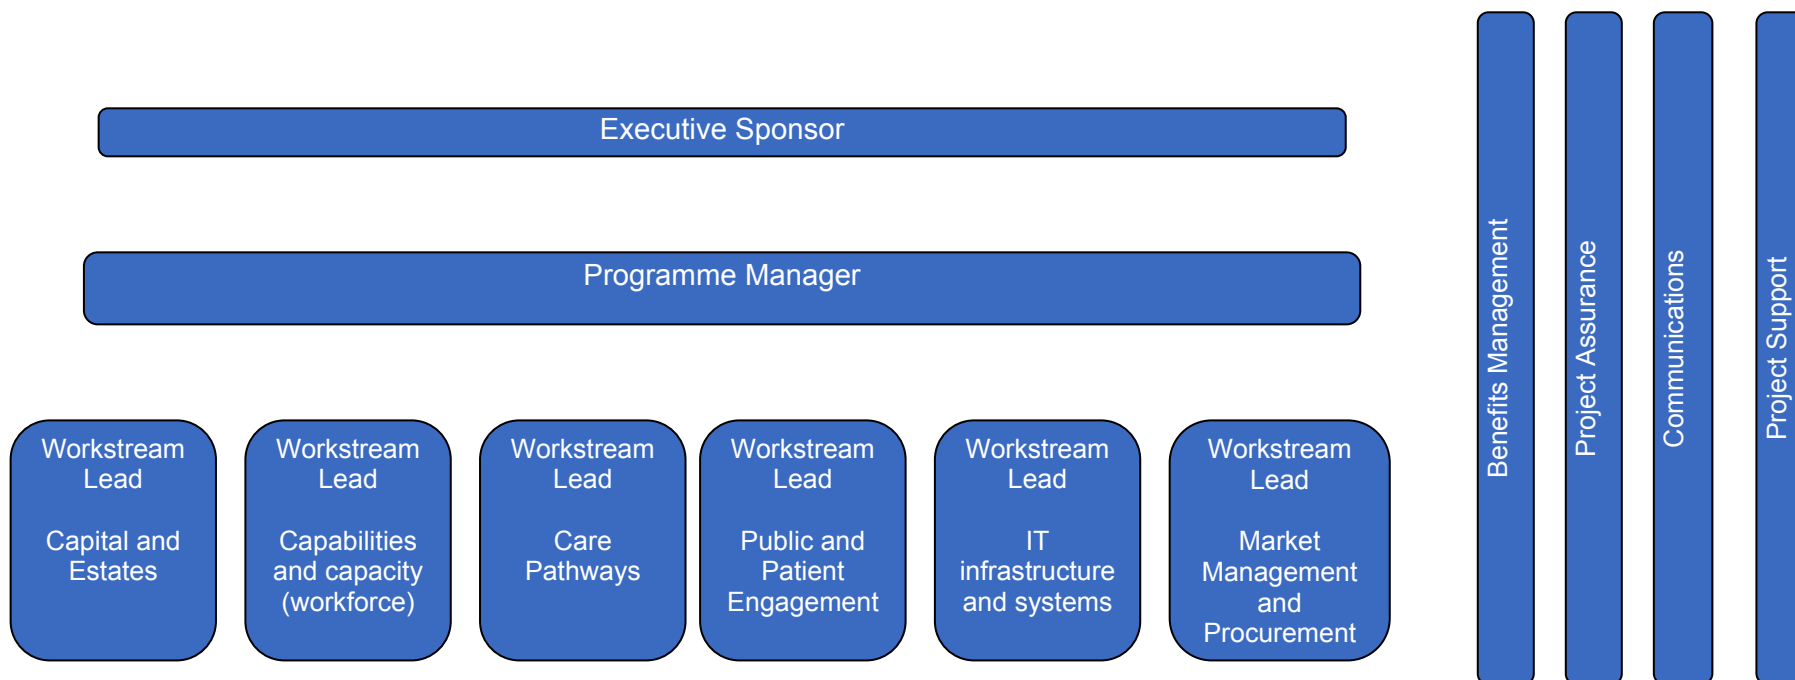 Executive Sponsor
Programme Manager
Workstream
Lead
Capital and
Estates
Workstream
Lead
Capabilities
and capacity
(workforce)
Workstream
Lead
Care
Pathways
Workstream
Lead
Public and
Patient
Engagement
Workstream
Lead
IT
infrastructure
and systems
Workstream
Lead
Market
Management
and
Procurement
Benefits Management
Project Assurance
Communications
Project Support